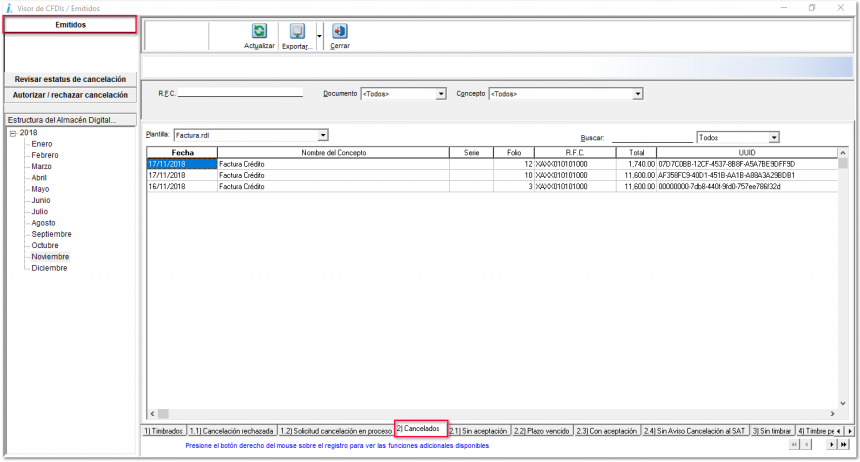 Visor de CFDIs / Emitidos
Emitidos
Actualizar Exportar... Cerrar
Revisar estatus de cancelación
Autorizar / rechazar cancelación
R.F.C. Documento <Todos> Concepto <Todos>
Estructura del Almacén Digital...
2018
Enero
Febrero
Marzo
Abril
Mayo
Junio
Julio
Agosto
Septiembre
Octubre
Noviembre
Diciembre
Plantilla: Factura.rdl Buscar: Todos
Fecha Nombre del Concepto Serie Folio R.F.C. Total UUID
17/11/2018 Factura Crédito 12 XAXX010101000 1,740.00 07D7C0BB-12CF-4537-8B8F-A5A7BE9DFF9D
17/11/2018 Factura Crédito 10 XAXX010101000 11,600.00 AF358FC9-40D1-451B-AA1B-A88A3A29BDB1
16/11/2018 Factura Crédito 3 XAXX010101000 11,600.00 00000000-7db8-440f-9fd0-757ee786f32d
1) Timbrados 1.1) Cancelación rechazada 1.2) Solicitud cancelación en proceso 2) Cancelados 2.1) Sin aceptación 2.2) Plazo vencido 2.3) Con aceptación 2.4) Sin Aviso Cancelación al SAT 3) Sin timbrar 4) Timbre pe
Presione el botón derecho del mouse sobre el registro para ver las funciones adicionales disponibles